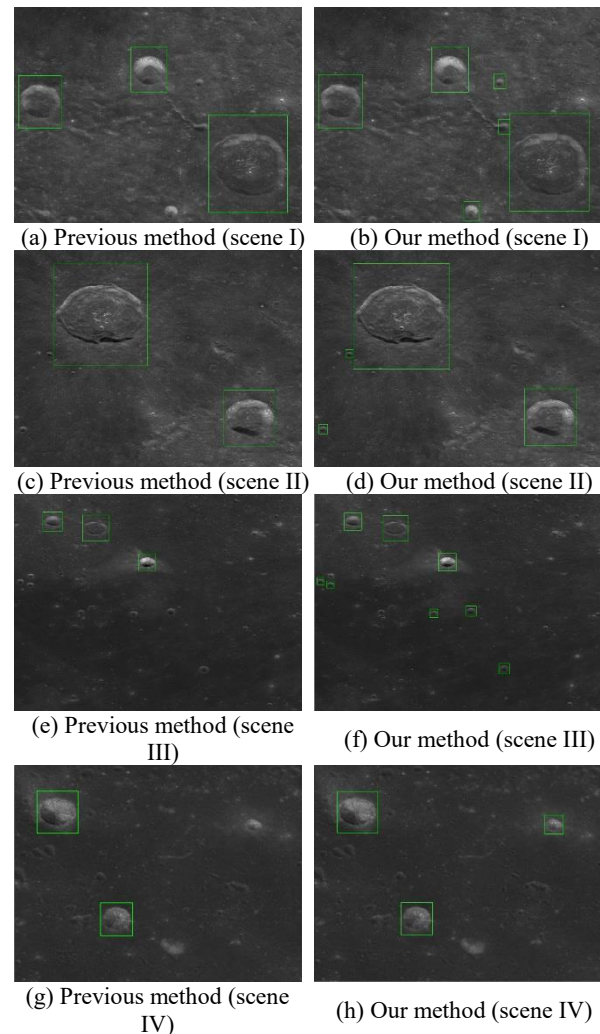 (a) Previous method (scene I)
(b) Our method (scene I)
(c) Previous method (scene II)
(d) Our method (scene II)
(e) Previous method (scene
III)
(f) Our method (scene III)
(g) Previous method (scene
IV)
(h) Our method (scene IV)